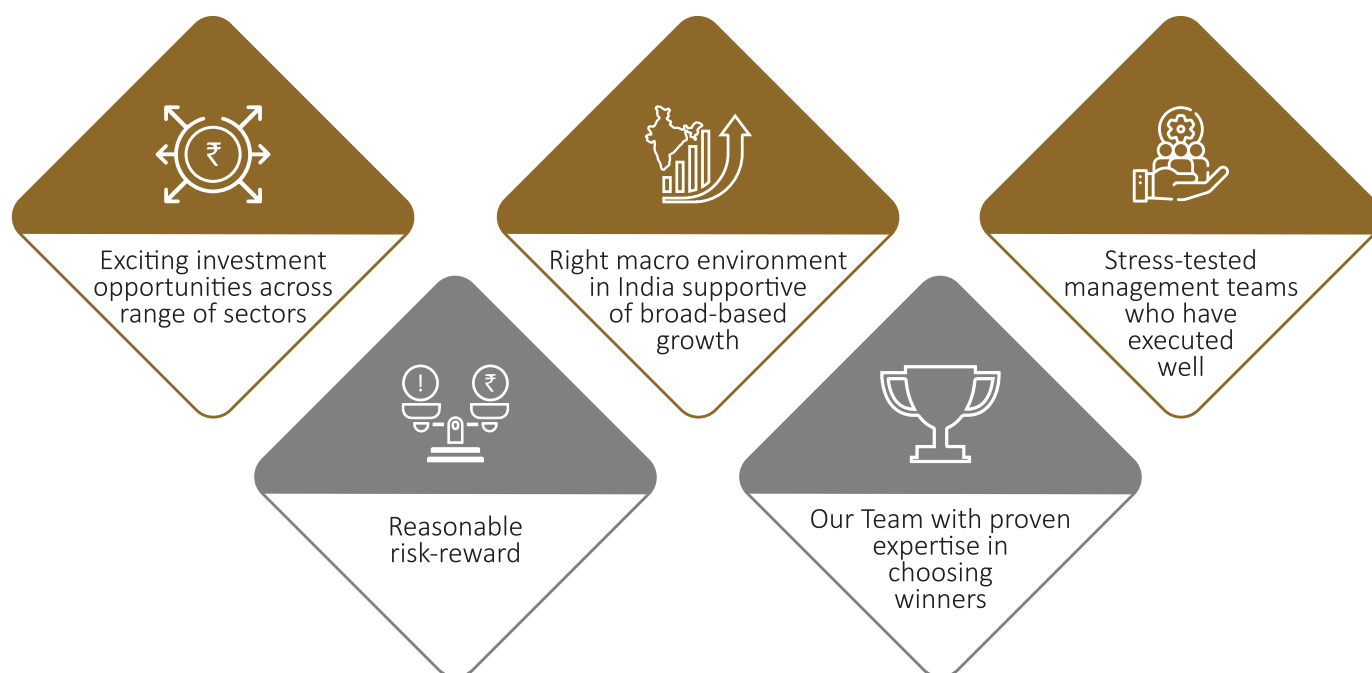 ₹
Exciting investment
opportunities across
range of sectors
Right macro environment
in India supportive
of broad-based
growth
Stress-tested
management teams
who have
executed
well
! ₹
Reasonable
risk-reward
Our Team with proven
expertise in
choosing
winners